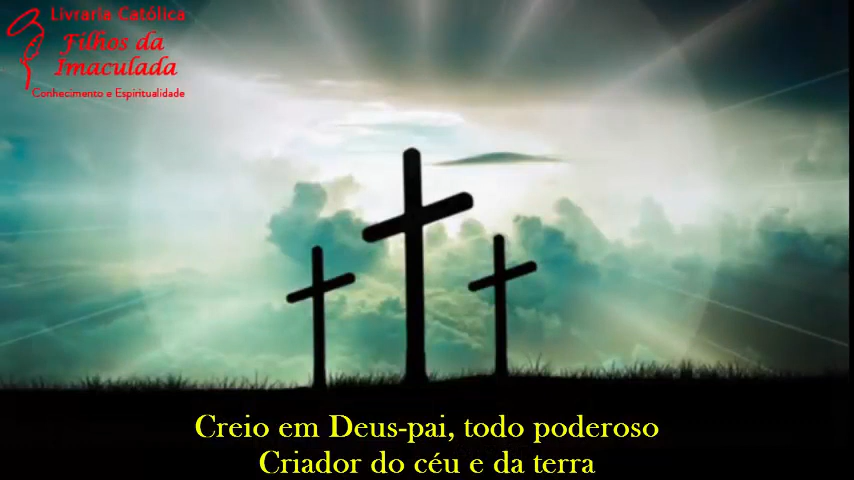 Livraria Católica
Filhos da
Imaculada
Conhecimento e Espiritualidade
Creio em Deus-pai, todo poderoso
Criador do céu e da terra